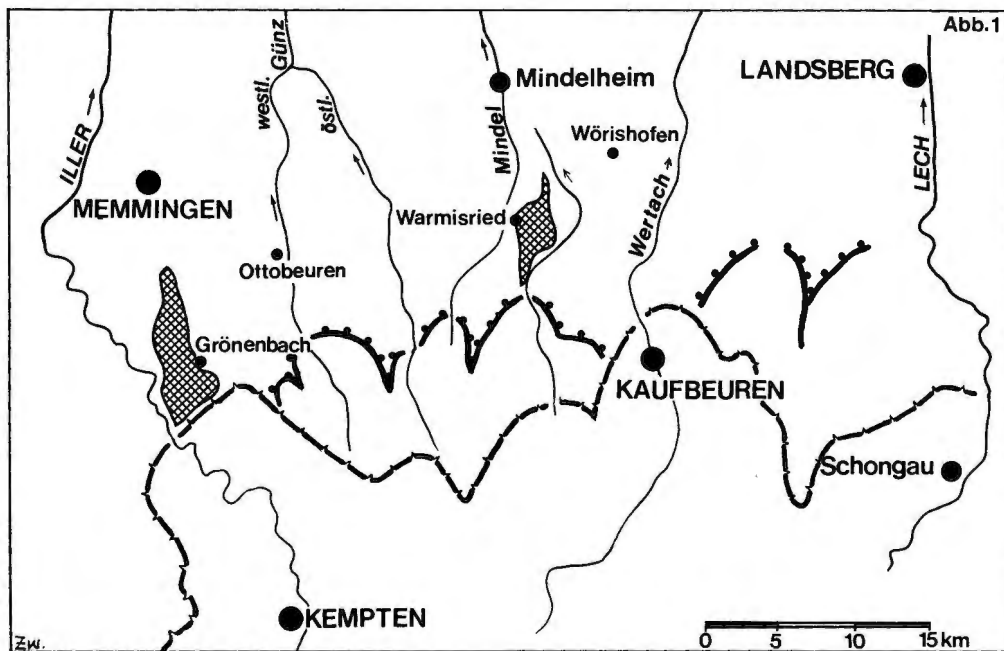 Abb.1
ILLER
westl. Günz
östl.
Mindel
Mindelheim
LANDSBERG
Wörishofen
MEMMINGEN
Warmisried
Wertach
LECH
Ottobeuren
Grönenbach
KAUFBEUREN
Schongau
KEMPTEN
Zw.
0 5 10 15 km